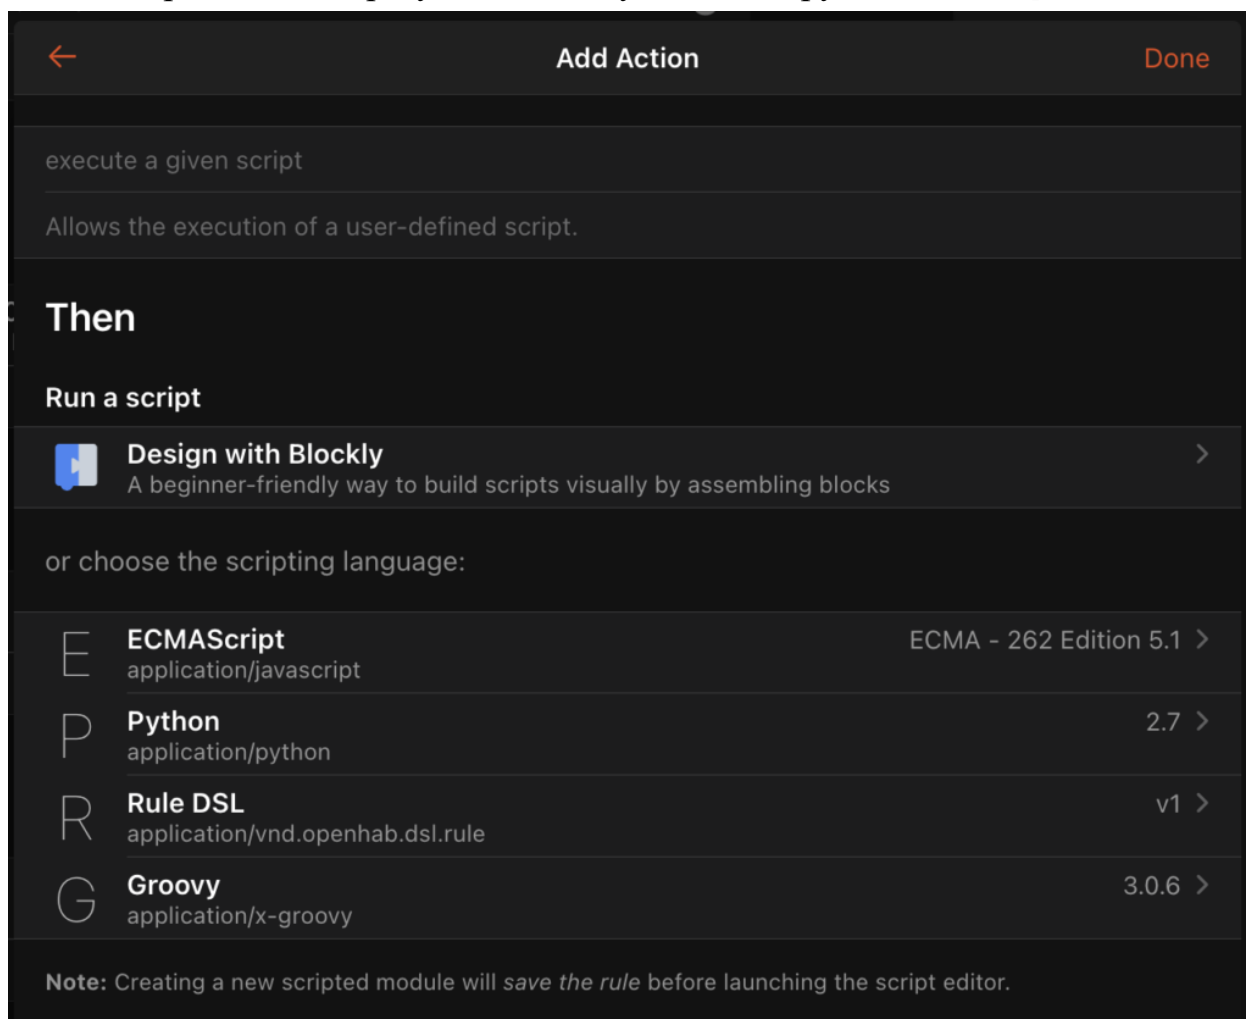 Add Action
Done
execute a given script
Allows the execution of a user-defined script.
Then
Run a script
Design with Blockly
A beginner-friendly way to build scripts visually by assembling blocks
or choose the scripting language:
E
ECMAScript
ECMA - 262 Edition 5.1
application/javascript
P
Python
2.7
application/python
R
Rule DSL
v1
application/vnd.openhab.dsl.rule
G
Groovy
3.0.6
application/x-groovy
Note: Creating a new scripted module will save the rule before launching the script editor.